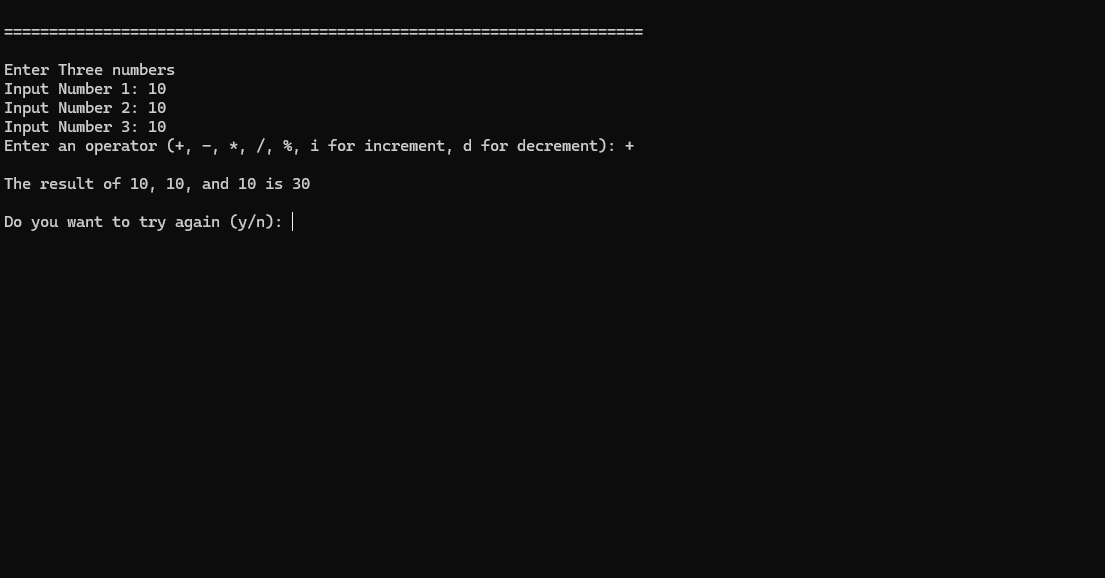 =======================================================================
Enter Three numbers
Input Number 1: 10
Input Number 2: 10
Input Number 3: 10
Enter an operator (+, -, *, /, %, i for increment, d for decrement): +
The result of 10, 10, and 10 is 30
Do you want to try again (y/n):